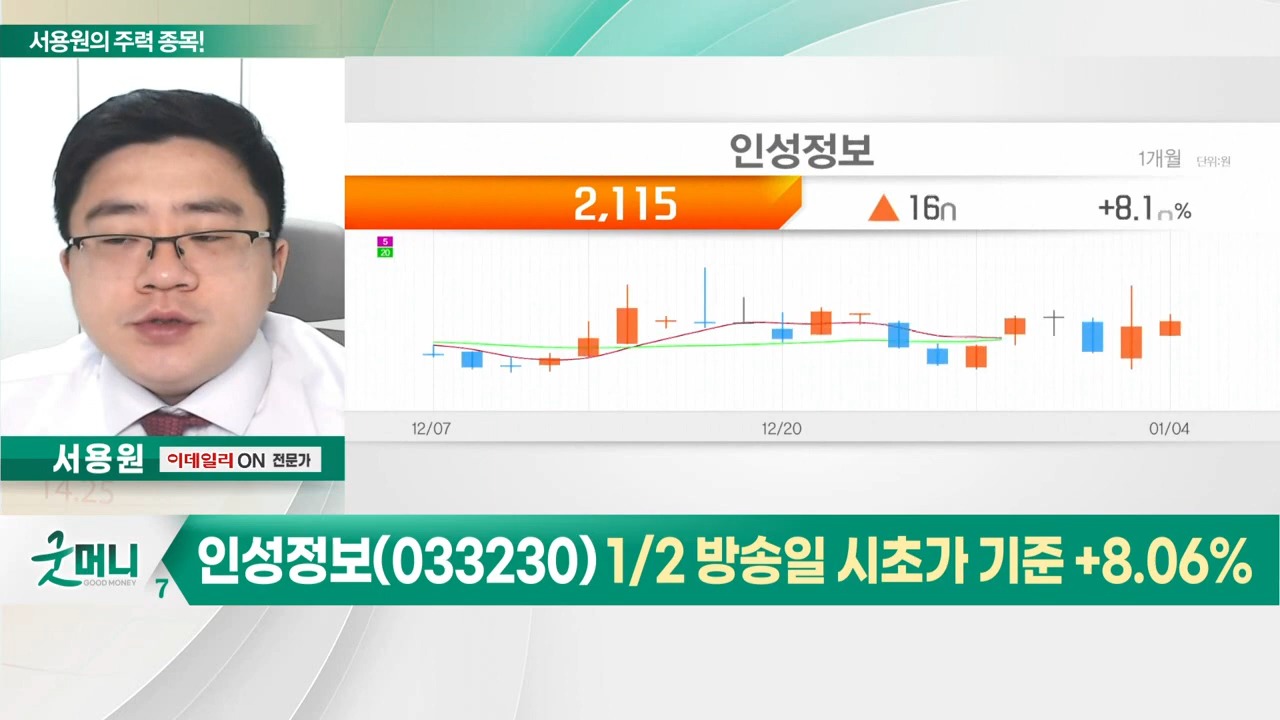 서용원의 주력 종목!
인성정보
1개월 단위:원
2,115
▲ 16
+8.1 %
5
20
12/07 12/20 01/04
서용원 이데일리 ON 전문가
14.25
굿머니
GOOD MONEY
7
인성정보(033230) 1/2 방송일 시초가 기준 +8.06%